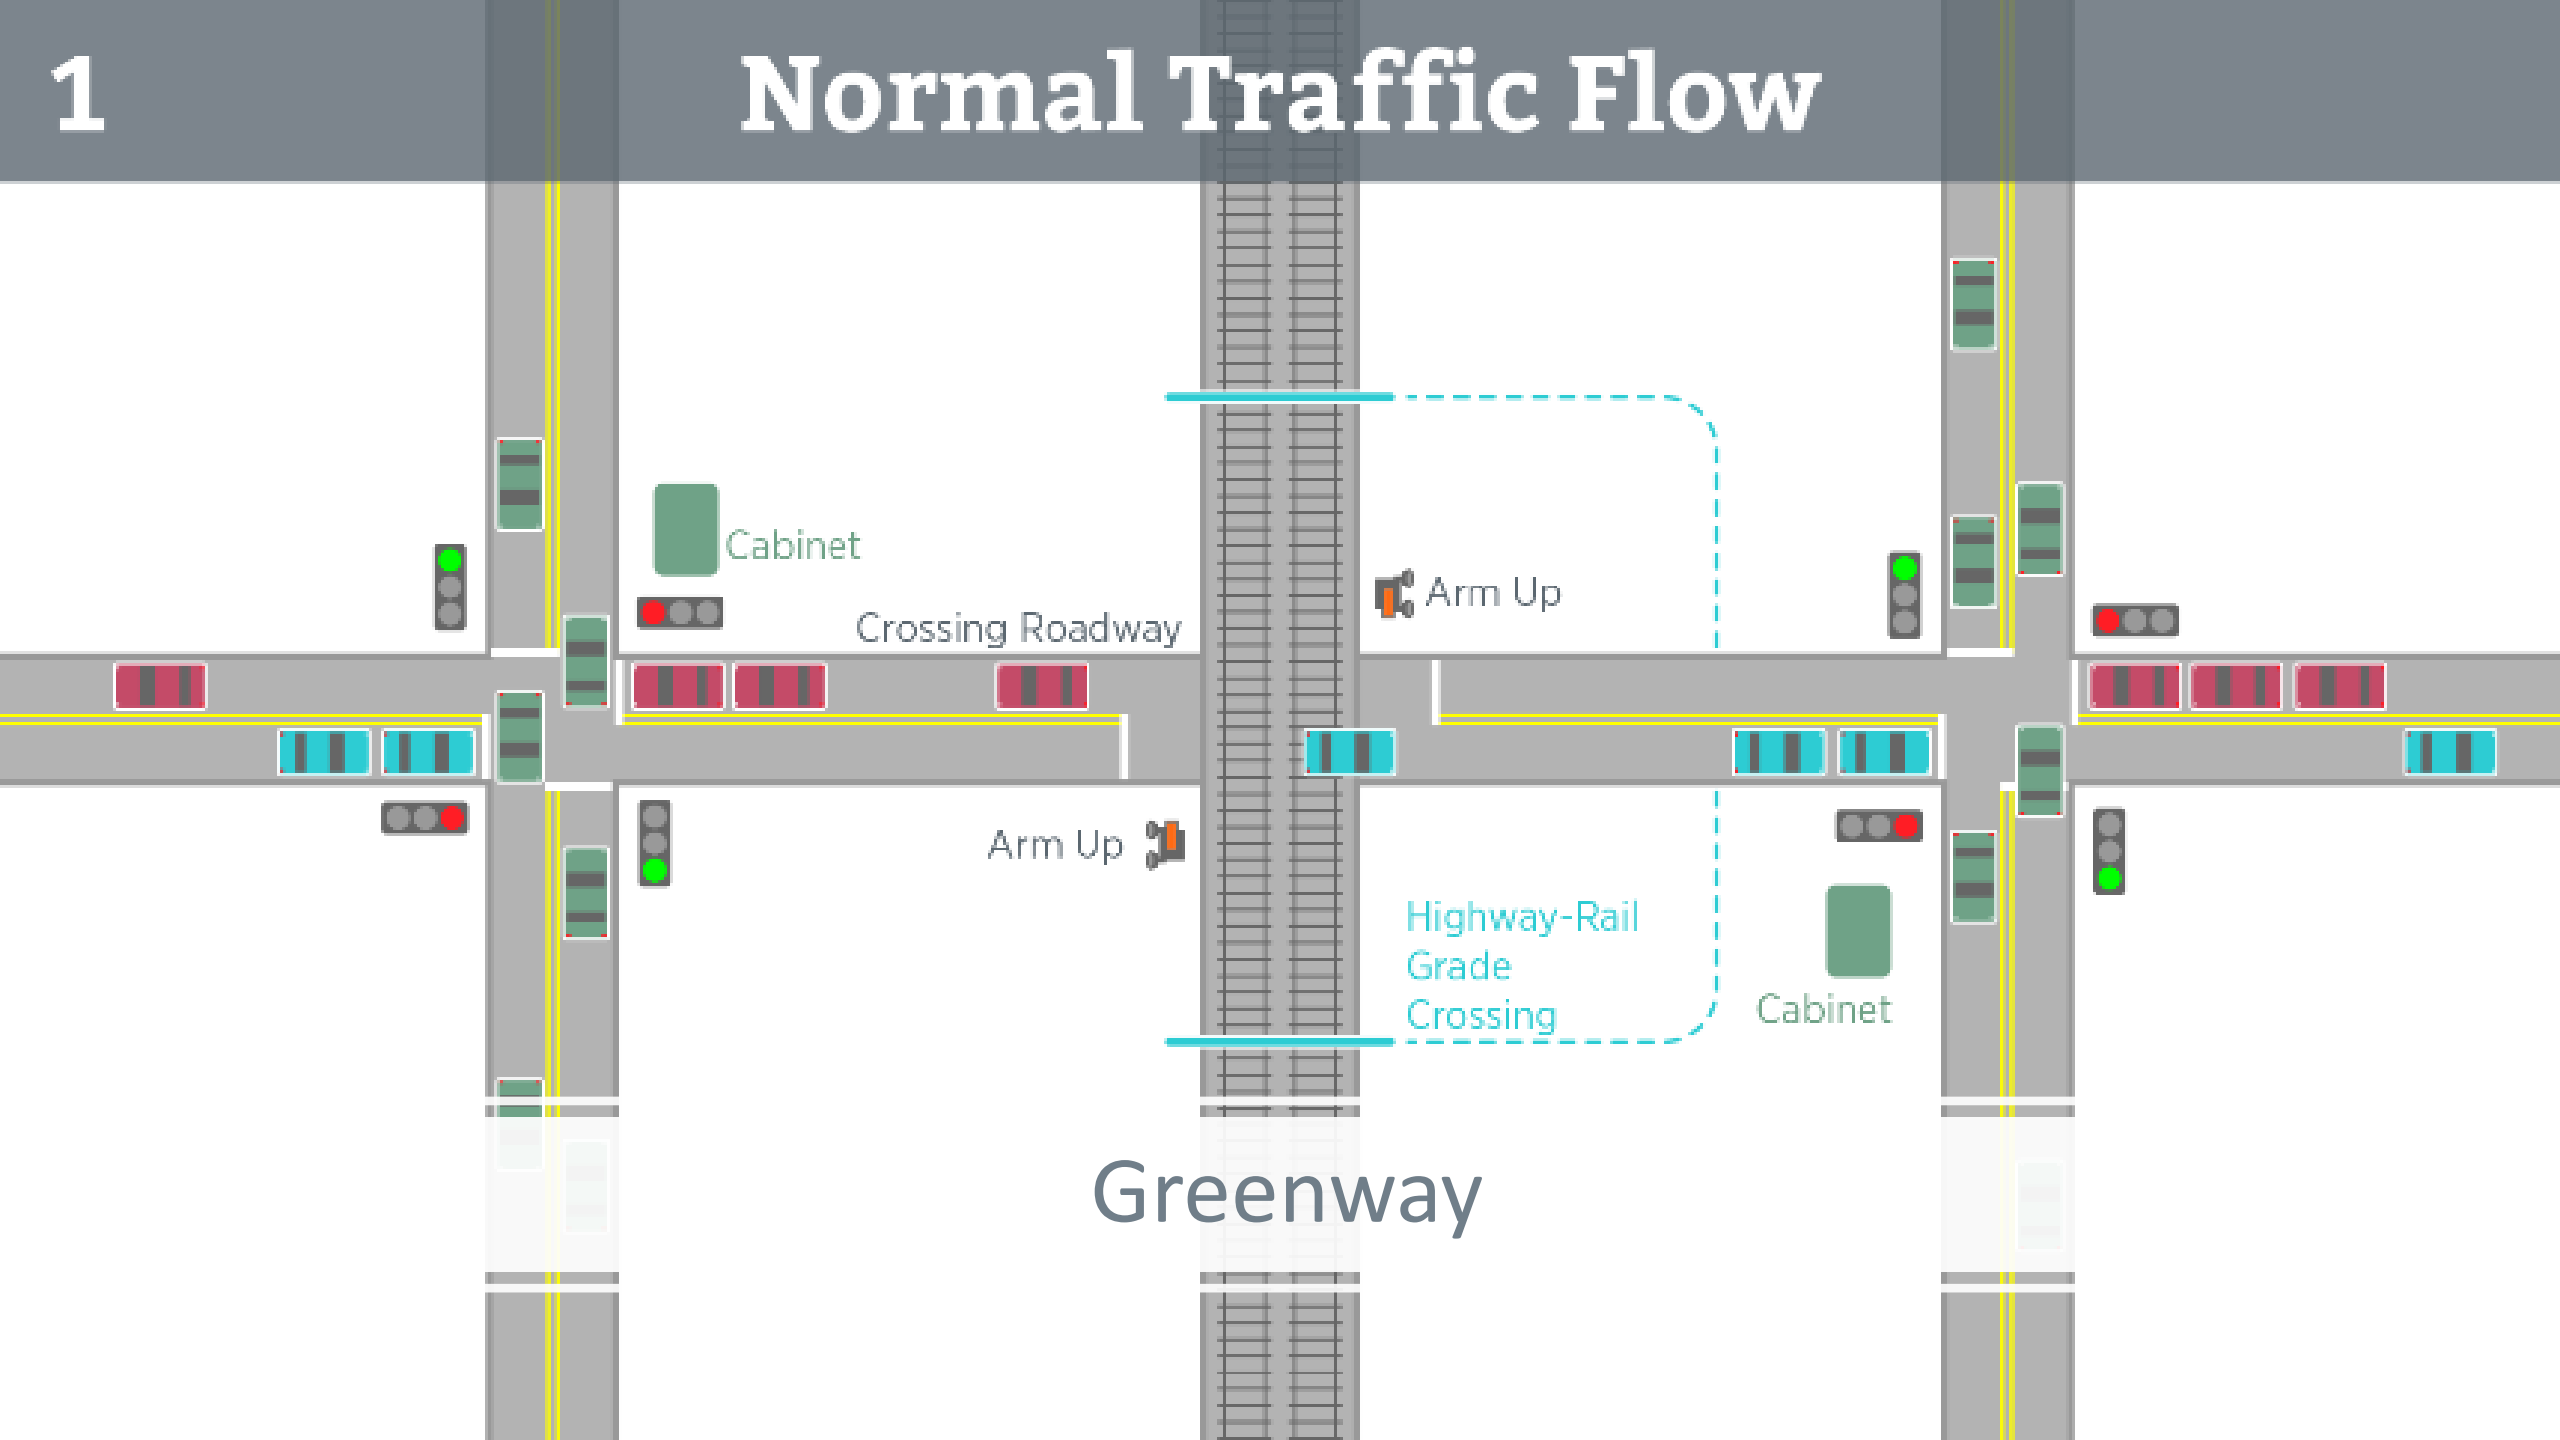 1
Normal Traffic Flow
Cabinet
Arm Up
Crossing Roadway
Arm Up
Highway-Rail
Grade
Crossing
Cabinet
Greenway